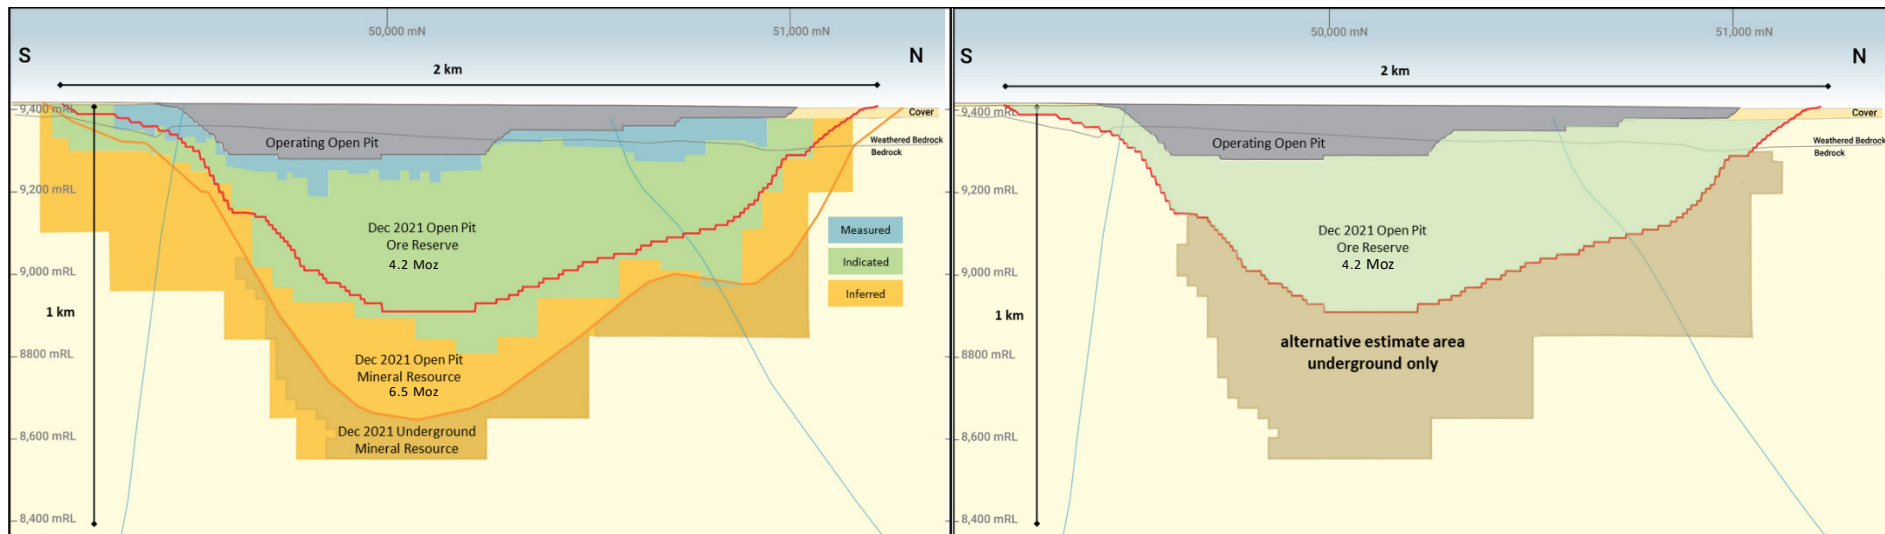 50,000 mN
51,000 mN
S
N
2 km
9,400 mRL
Cover
Operating Open Pit
Weathered Bedrock
Bedrock
9,200 mRL
Dec 2021 Open Pit
Ore Reserve
4.2 Moz
Measured
Indicated
Inferred
9,000 mRL
1 km
8800 mRL
Dec 2021 Open Pit
Mineral Resource
6.5 Moz
8,600 mRL
Dec 2021 Underground
Mineral Resource
8,400 mRL
50,000 mN
51,000 mN
S
N
2 km
9,400 mRL
Cover
Operating Open Pit
Weathered Bedrock
Bedrock
9,200 mRL
Dec 2021 Open Pit
Ore Reserve
4.2 Moz
9,000 mRL
1 km
alternative estimate area
underground only
8800 mRL
8,600 mRL
8,400 mRL